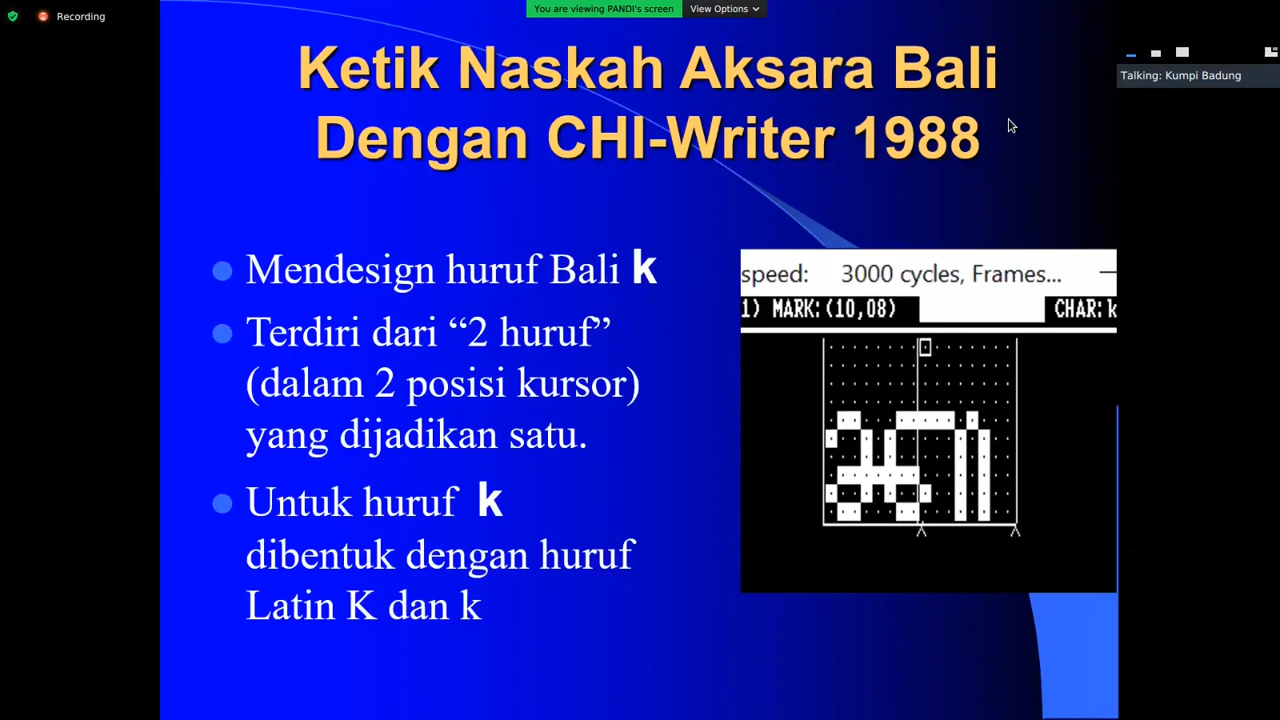 Recording
You are viewing PANDI's screen
View Options
Talking: Kumpi Badung
Ketik Naskah Aksara Bali
Dengan CHI-Writer 1988
Mendesign huruf Bali k
Terdiri dari “2 huruf”
(dalam 2 posisi kursor)
yang dijadikan satu.
Untuk huruf k
dibentuk dengan huruf
Latin K dan k
speed: 3000 cycles, Frames...
1) MARK:(10,08) CHAR:k